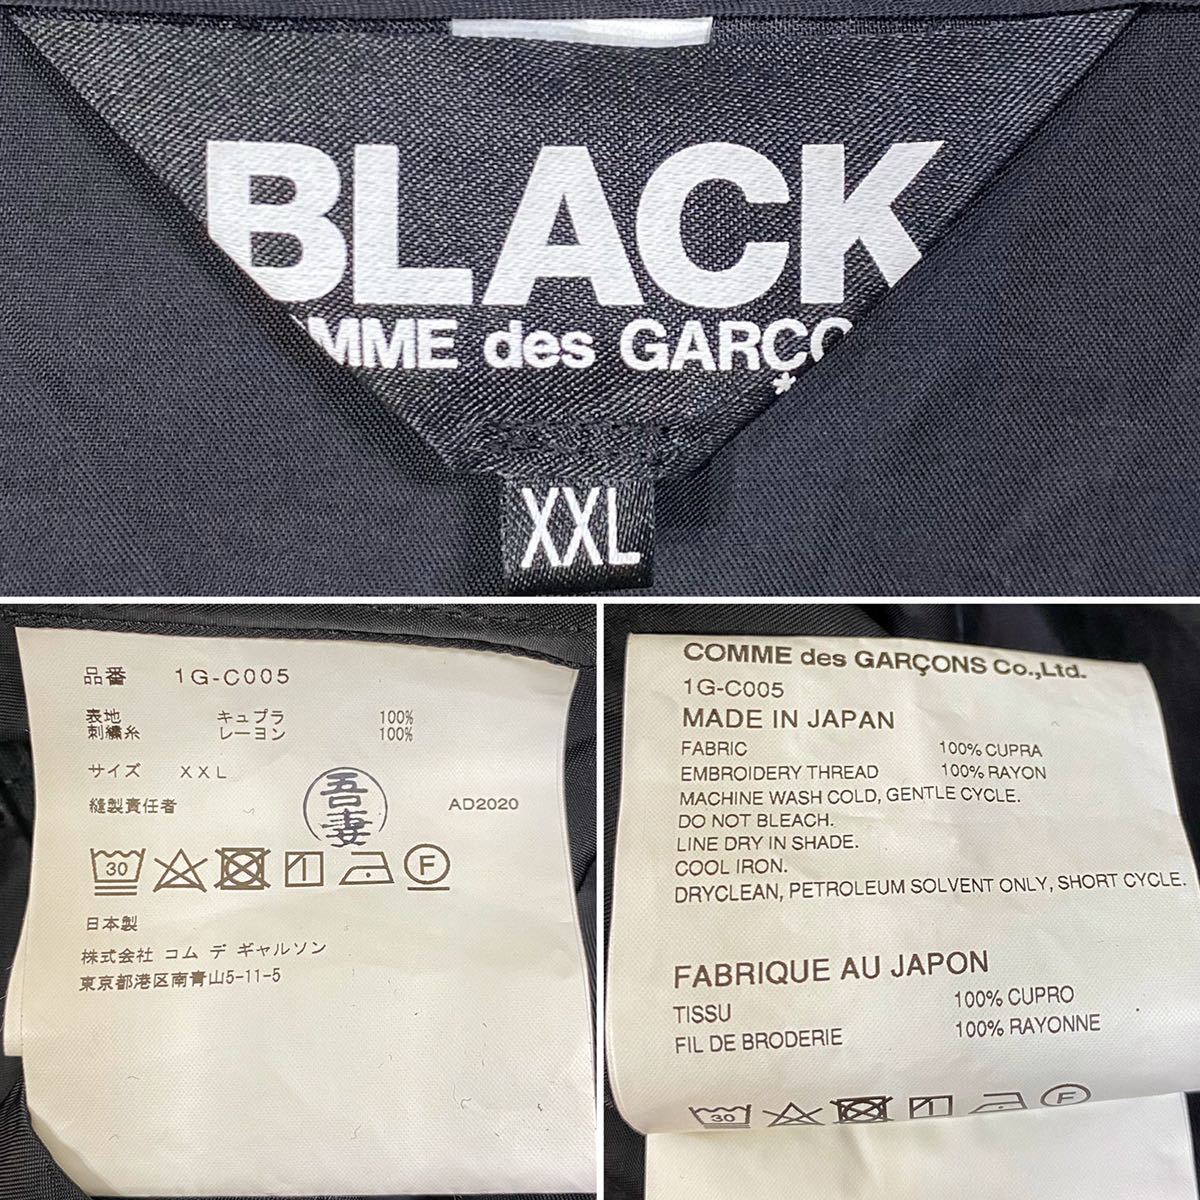 BLACK
COMME des GARÇO
*
XXL
品番 1G-C005
表地 キュプラ 100%
刺繍糸 レーヨン 100%
サイズ XXL
縫製責任者 吾妻 AD2020
30 1 F
日本製
株式会社 コム デ ギャルソン
東京都港区南青山5-11-5
COMME des GARÇONS Co.,Ltd.
1G-C005
MADE IN JAPAN
FABRIC 100% CUPRA
EMBROIDERY THREAD 100% RAYON
MACHINE WASH COLD, GENTLE CYCLE.
DO NOT BLEACH.
LINE DRY IN SHADE.
COOL IRON.
DRYCLEAN, PETROLEUM SOLVENT ONLY, SHORT CYCLE.
FABRIQUE AU JAPON
TISSU 100% CUPRO
FIL DE BRODERIE 100% RAYONNE
30 1 F